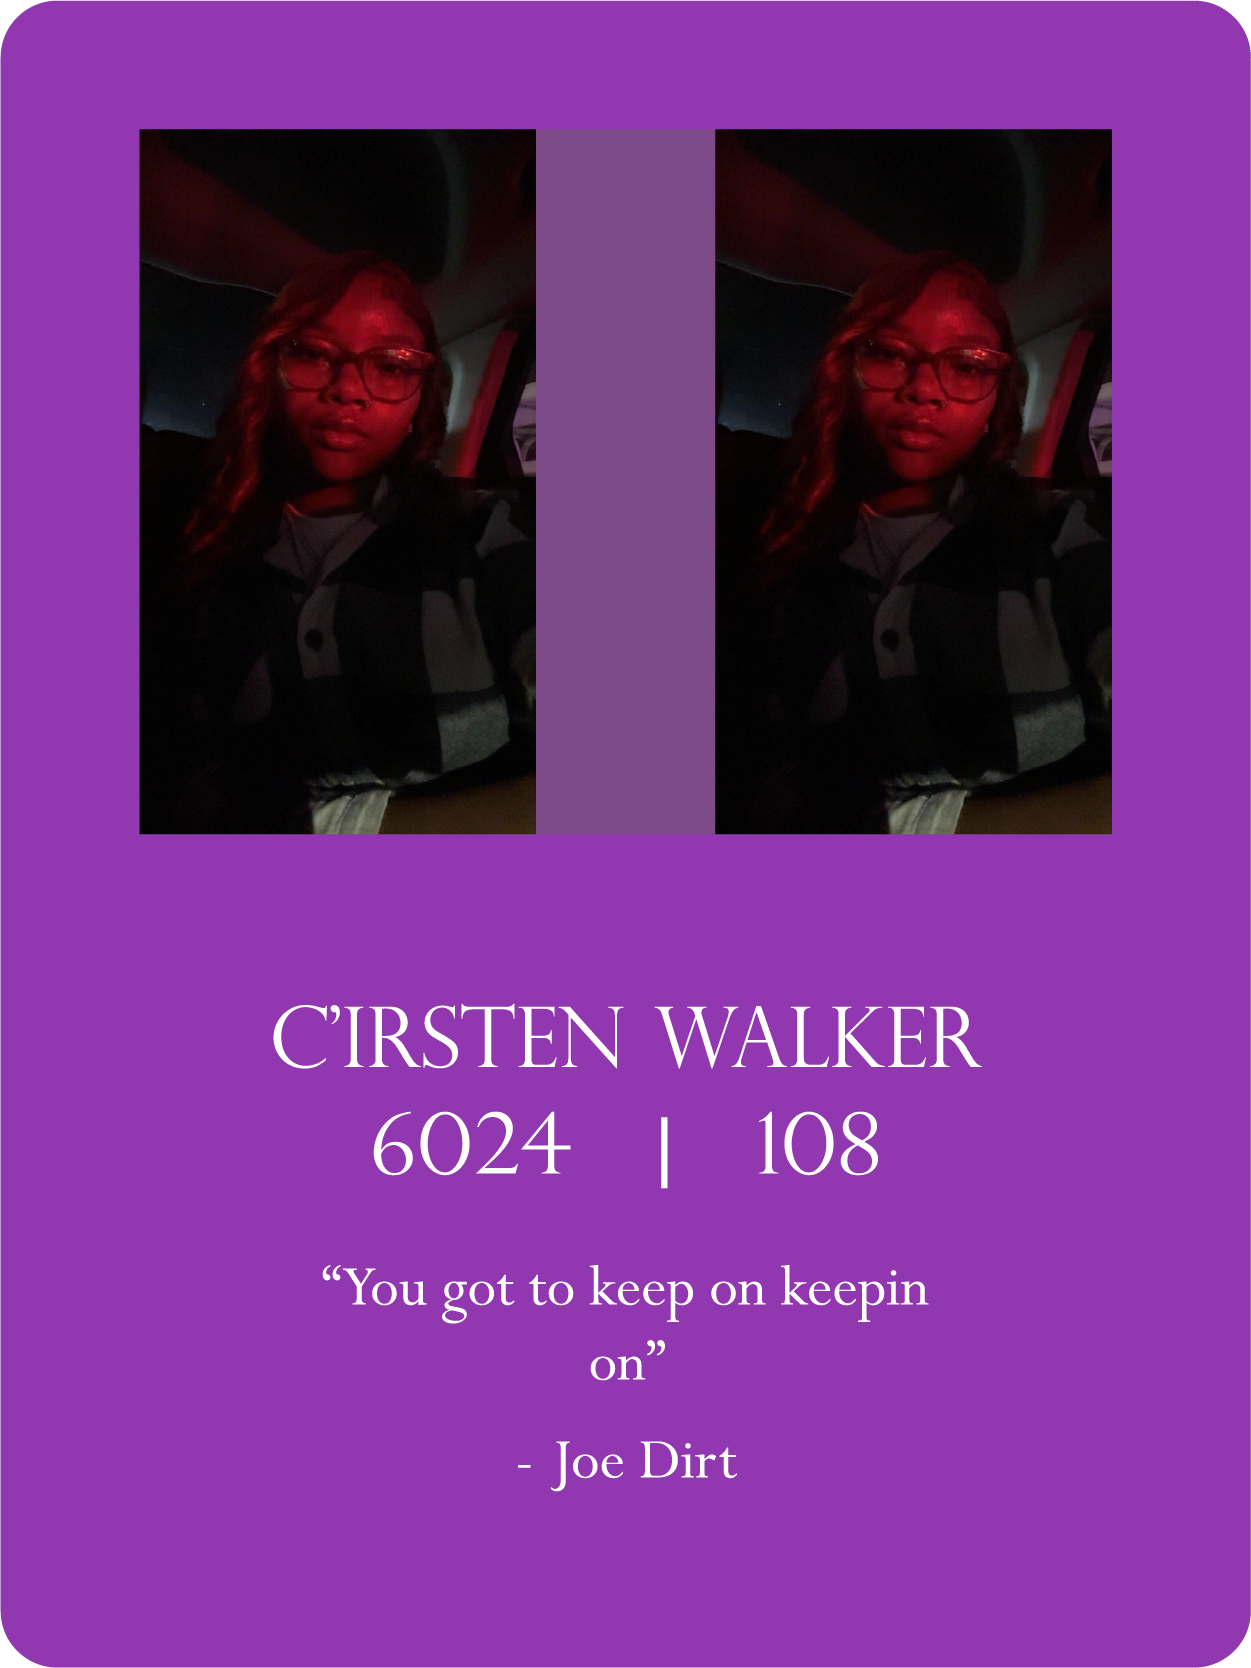 C'IRSTEN WALKER
6024 | 108
“You got to keep on keepin
on”
- Joe Dirt